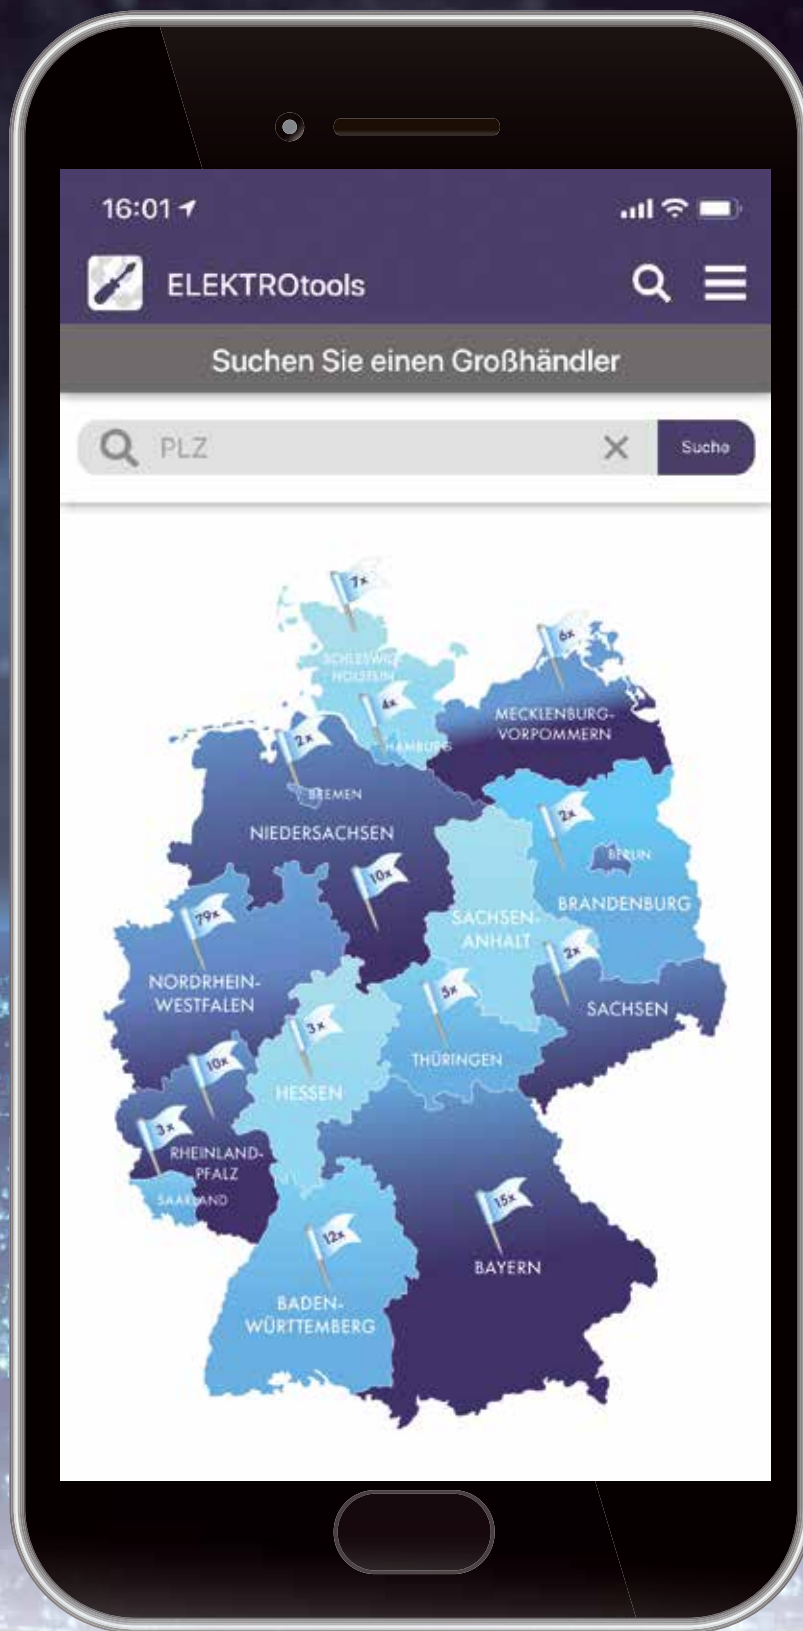 16:01
ELEKTROtools
Suchen Sie einen Großhändler
PLZ
Suche
7x
SCHLESWIG-
HOLSTEIN
6x
MECKLENBURG-
VORPOMMERN
4x
HAMBURG
2x
BREMEN
NIEDERSACHSEN
2x
BERLIN
BRANDENBURG
10x
79x
NORDRHEIN-
WESTFALEN
SACHSEN-
ANHALT
2x
SACHSEN
5x
THÜRINGEN
3x
HESSEN
10x
3x
RHEINLAND-
PFALZ
SAARLAND
15x
BAYERN
12x
BADEN-
WÜRTTEMBERG